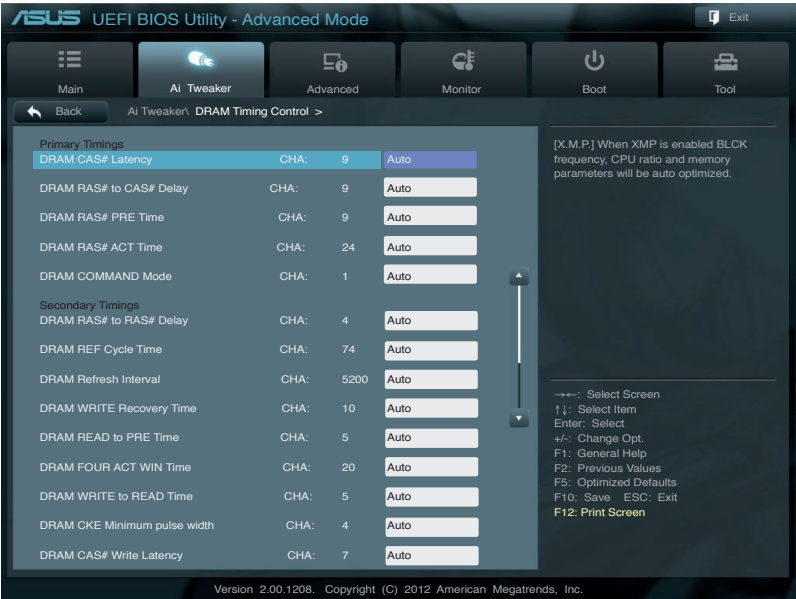 ASUS UEFI BIOS Utility - Advanced Mode
Exit
Main
Ai Tweaker
Advanced
Monitor
Boot
Tool
Back
Ai Tweaker\ DRAM Timing Control >
Primary Timings
DRAM CAS# Latency CHA: 9 Auto
DRAM RAS# to CAS# Delay CHA: 9 Auto
DRAM RAS# PRE Time CHA: 9 Auto
DRAM RAS# ACT Time CHA: 24 Auto
DRAM COMMAND Mode CHA: 1 Auto
Secondary Timings
DRAM RAS# to RAS# Delay CHA: 4 Auto
DRAM REF Cycle Time CHA: 74 Auto
DRAM Refresh Interval CHA: 5200 Auto
DRAM WRITE Recovery Time CHA: 10 Auto
DRAM READ to PRE Time CHA: 5 Auto
DRAM FOUR ACT WIN Time CHA: 20 Auto
DRAM WRITE to READ Time CHA: 5 Auto
DRAM CKE Minimum pulse width CHA: 4 Auto
DRAM CAS# Write Latency CHA: 7 Auto
[X.M.P.] When XMP is enabled BLCK
frequency, CPU ratio and memory
parameters will be auto optimized.
→←: Select Screen
↑↓: Select Item
Enter: Select
+/-: Change Opt.
F1: General Help
F2: Previous Values
F5: Optimized Defaults
F10: Save ESC: Exit
F12: Print Screen
Version 2.00.1208. Copyright (C) 2012 American Megatrends, Inc.